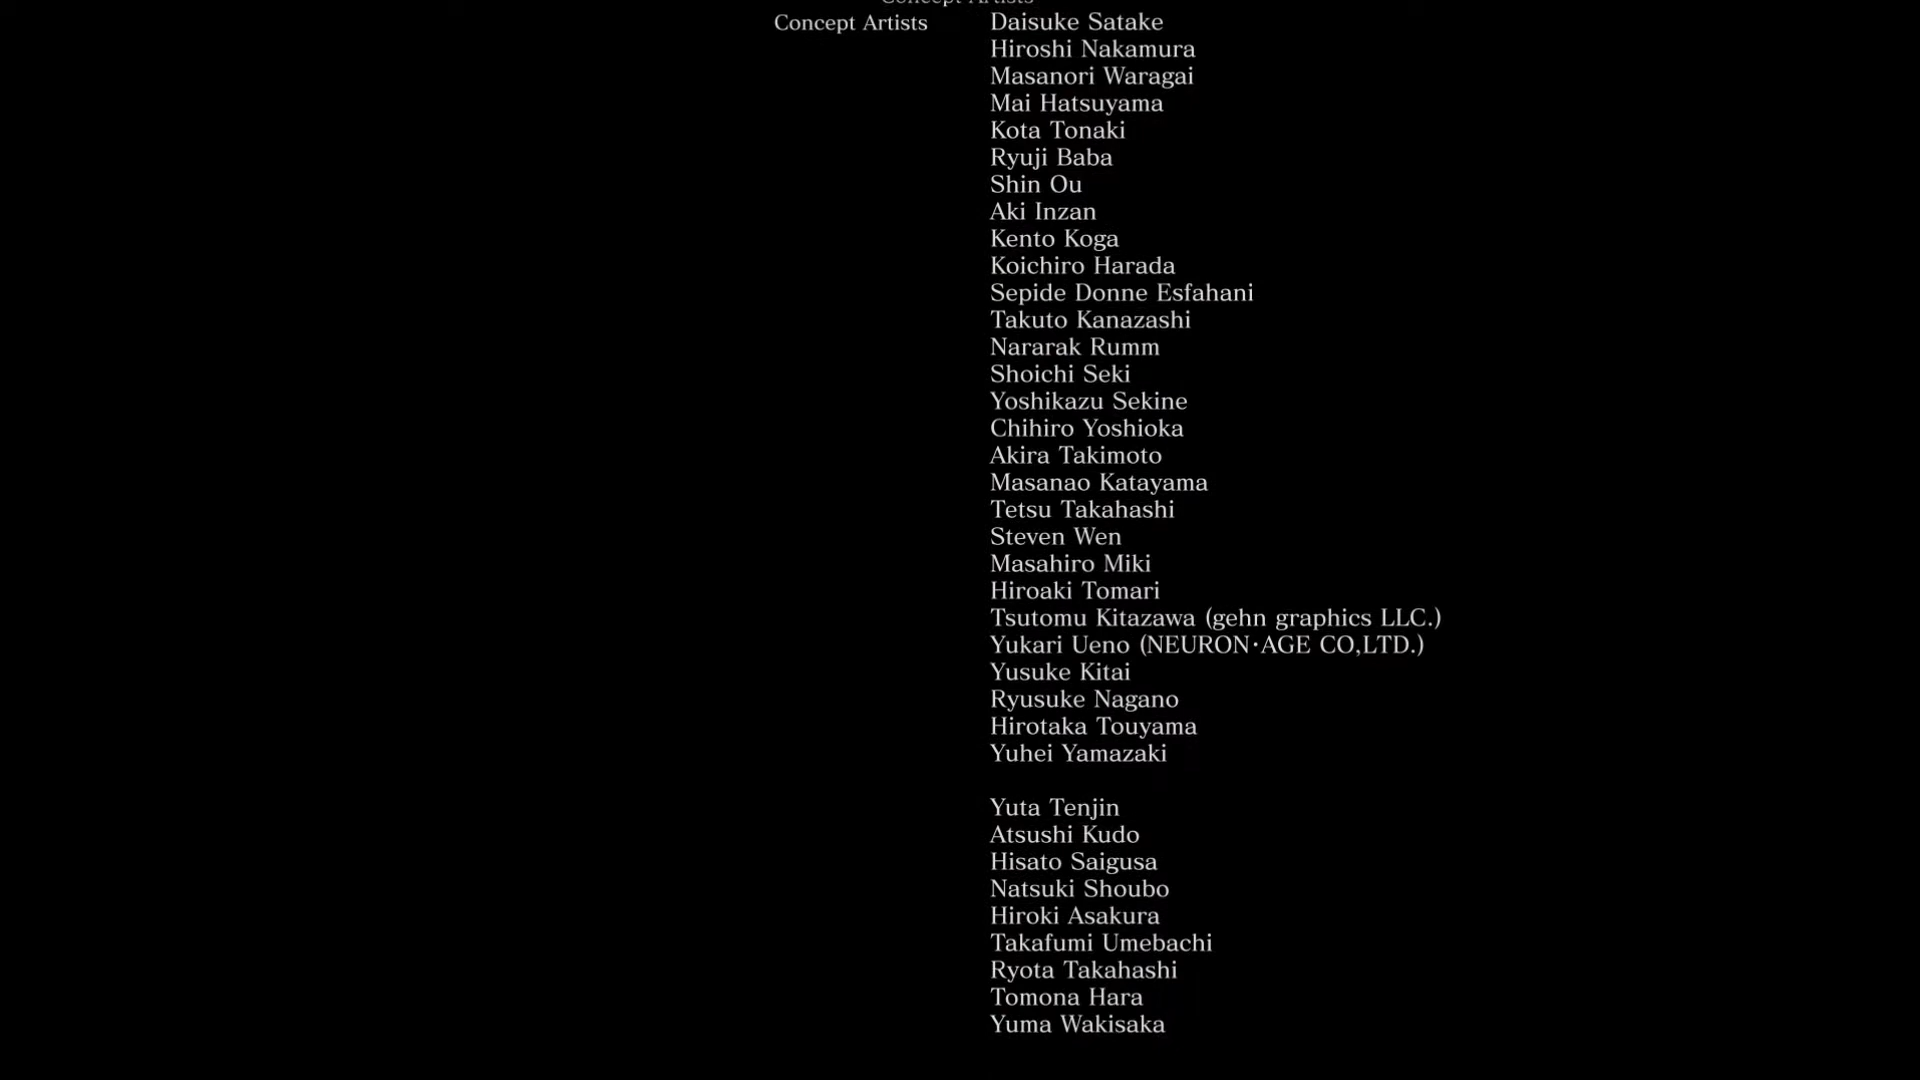 Concept Artists
Concept Artists Daisuke Satake
Hiroshi Nakamura
Masanori Waragai
Mai Hatsuyama
Kota Tonaki
Ryuji Baba
Shin Ou
Aki Inzan
Kento Koga
Koichiro Harada
Sepide Donne Esfahani
Takuto Kanazashi
Nararak Rumm
Shoichi Seki
Yoshikazu Sekine
Chihiro Yoshioka
Akira Takimoto
Masanao Katayama
Tetsu Takahashi
Steven Wen
Masahiro Miki
Hiroaki Tomari
Tsutomu Kitazawa (gehn graphics LLC.)
Yukari Ueno (NEURON･AGE CO,LTD.)
Yusuke Kitai
Ryusuke Nagano
Hirotaka Touyama
Yuhei Yamazaki
Yuta Tenjin
Atsushi Kudo
Hisato Saigusa
Natsuki Shoubo
Hiroki Asakura
Takafumi Umebachi
Ryota Takahashi
Tomona Hara
Yuma Wakisaka